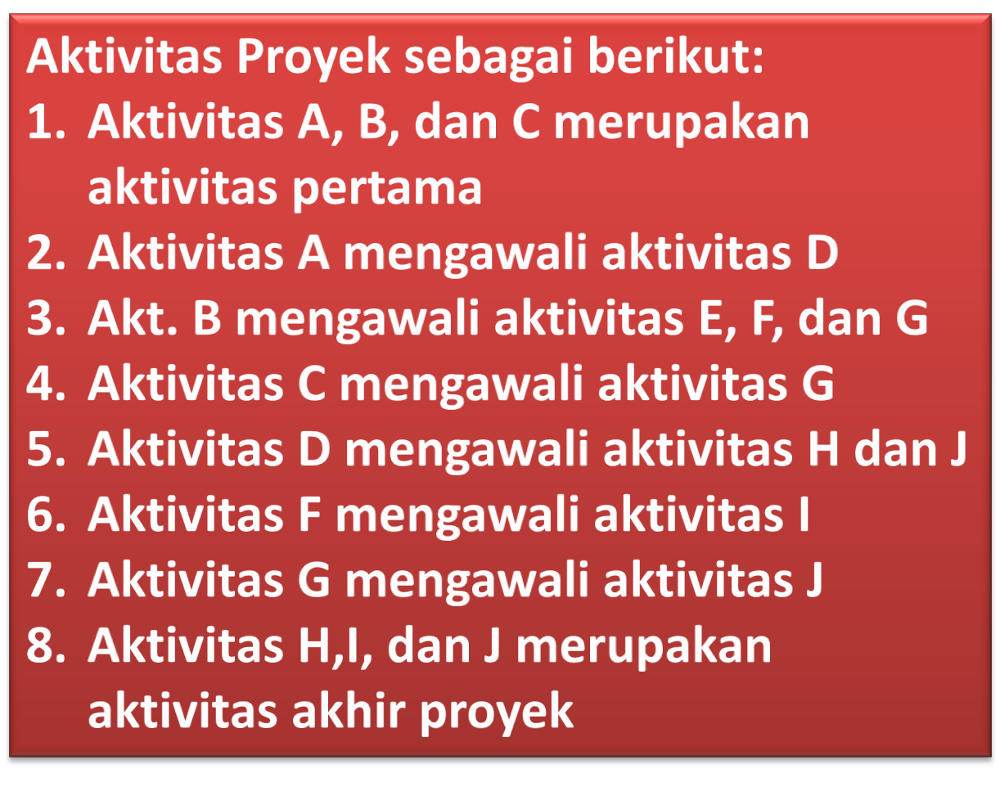 Aktivitas Proyek sebagai berikut:
1. Aktivitas A, B, dan C merupakan
aktivitas pertama
2. Aktivitas A mengawali aktivitas D
3. Akt. B mengawali aktivitas E, F, dan G
4. Aktivitas C mengawali aktivitas G
5. Aktivitas D mengawali aktivitas H dan J
6. Aktivitas F mengawali aktivitas I
7. Aktivitas G mengawali aktivitas J
8. Aktivitas H,I, dan J merupakan
aktivitas akhir proyek